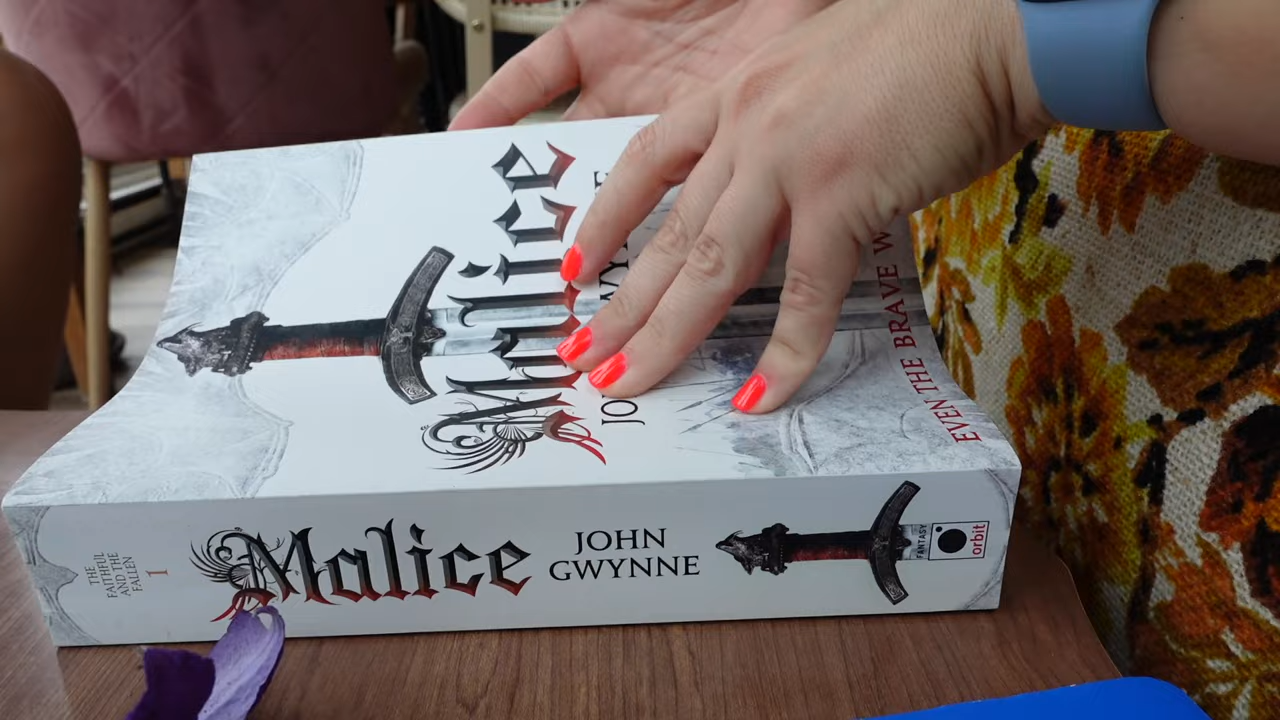 Malice
EVEN THE BRAVE
THE
FAITHFUL
AND THE
FALLEN
1
Malice
JOHN
GWYNNE
FANTASY
orbit